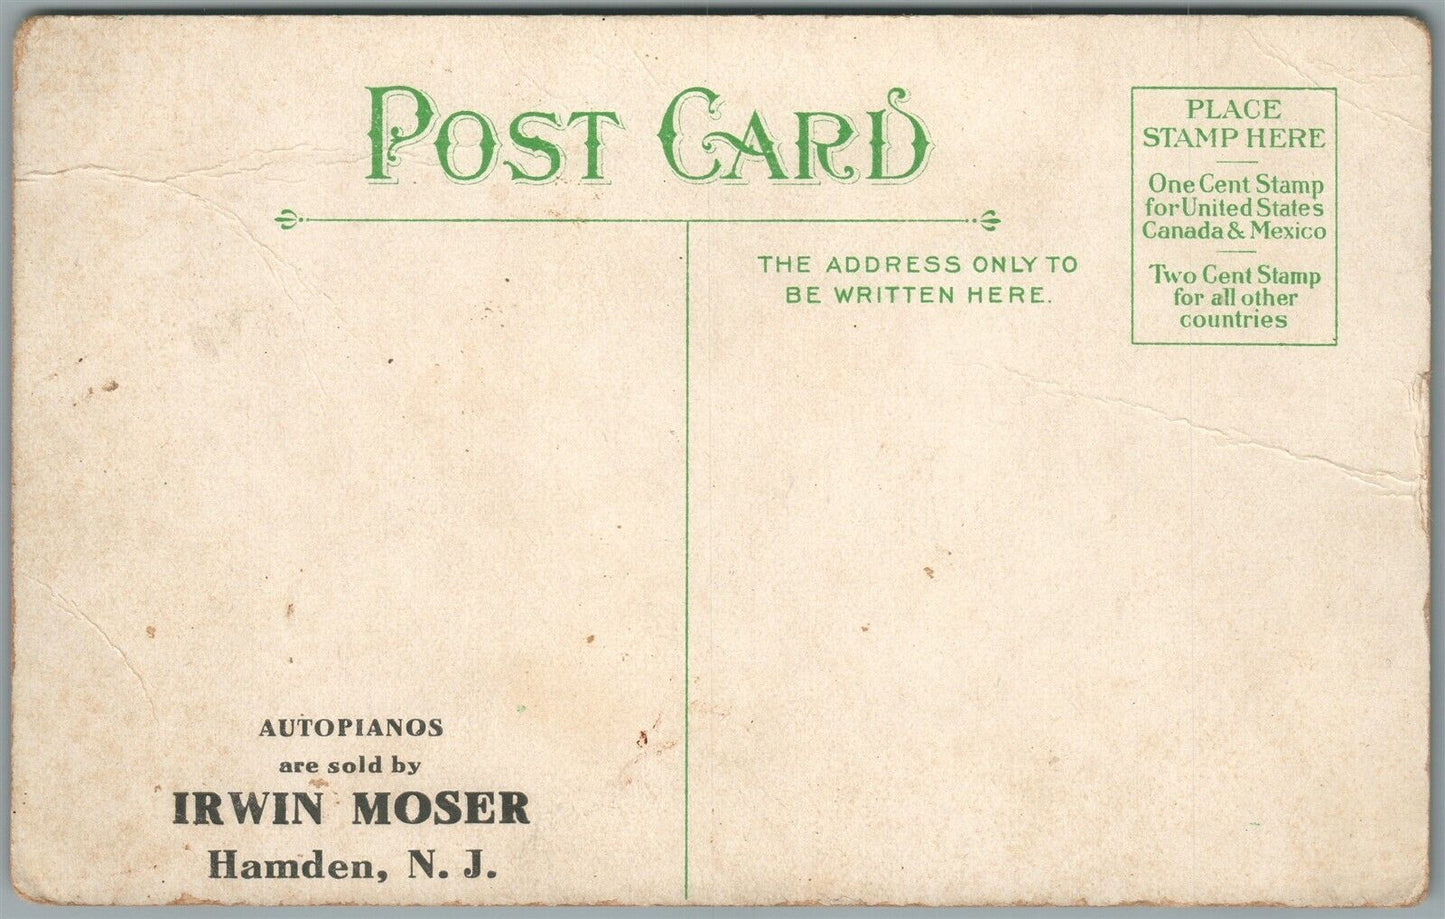 POST CARD
THE ADDRESS ONLY TO
BE WRITTEN HERE.
PLACE
STAMP HERE
One Cent Stamp
for United States
Canada & Mexico
Two Cent Stamp
for all other
countries
AUTOPIANOS
are sold by
IRWIN MOSER
Hamden, N. J.